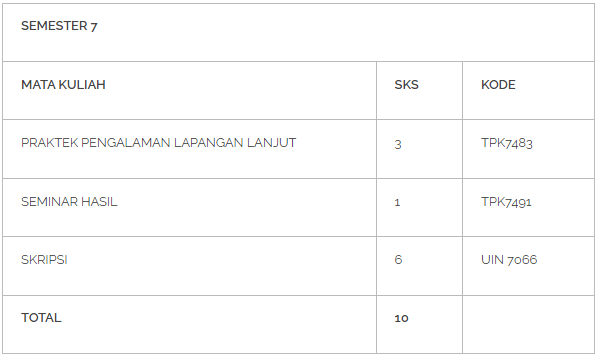 SEMESTER 7
MATA KULIAH SKS KODE
PRAKTEK PENGALAMAN LAPANGAN LANJUT 3 TPK7483
SEMINAR HASIL 1 TPK7491
SKRIPSI 6 UIN 7066
TOTAL 10